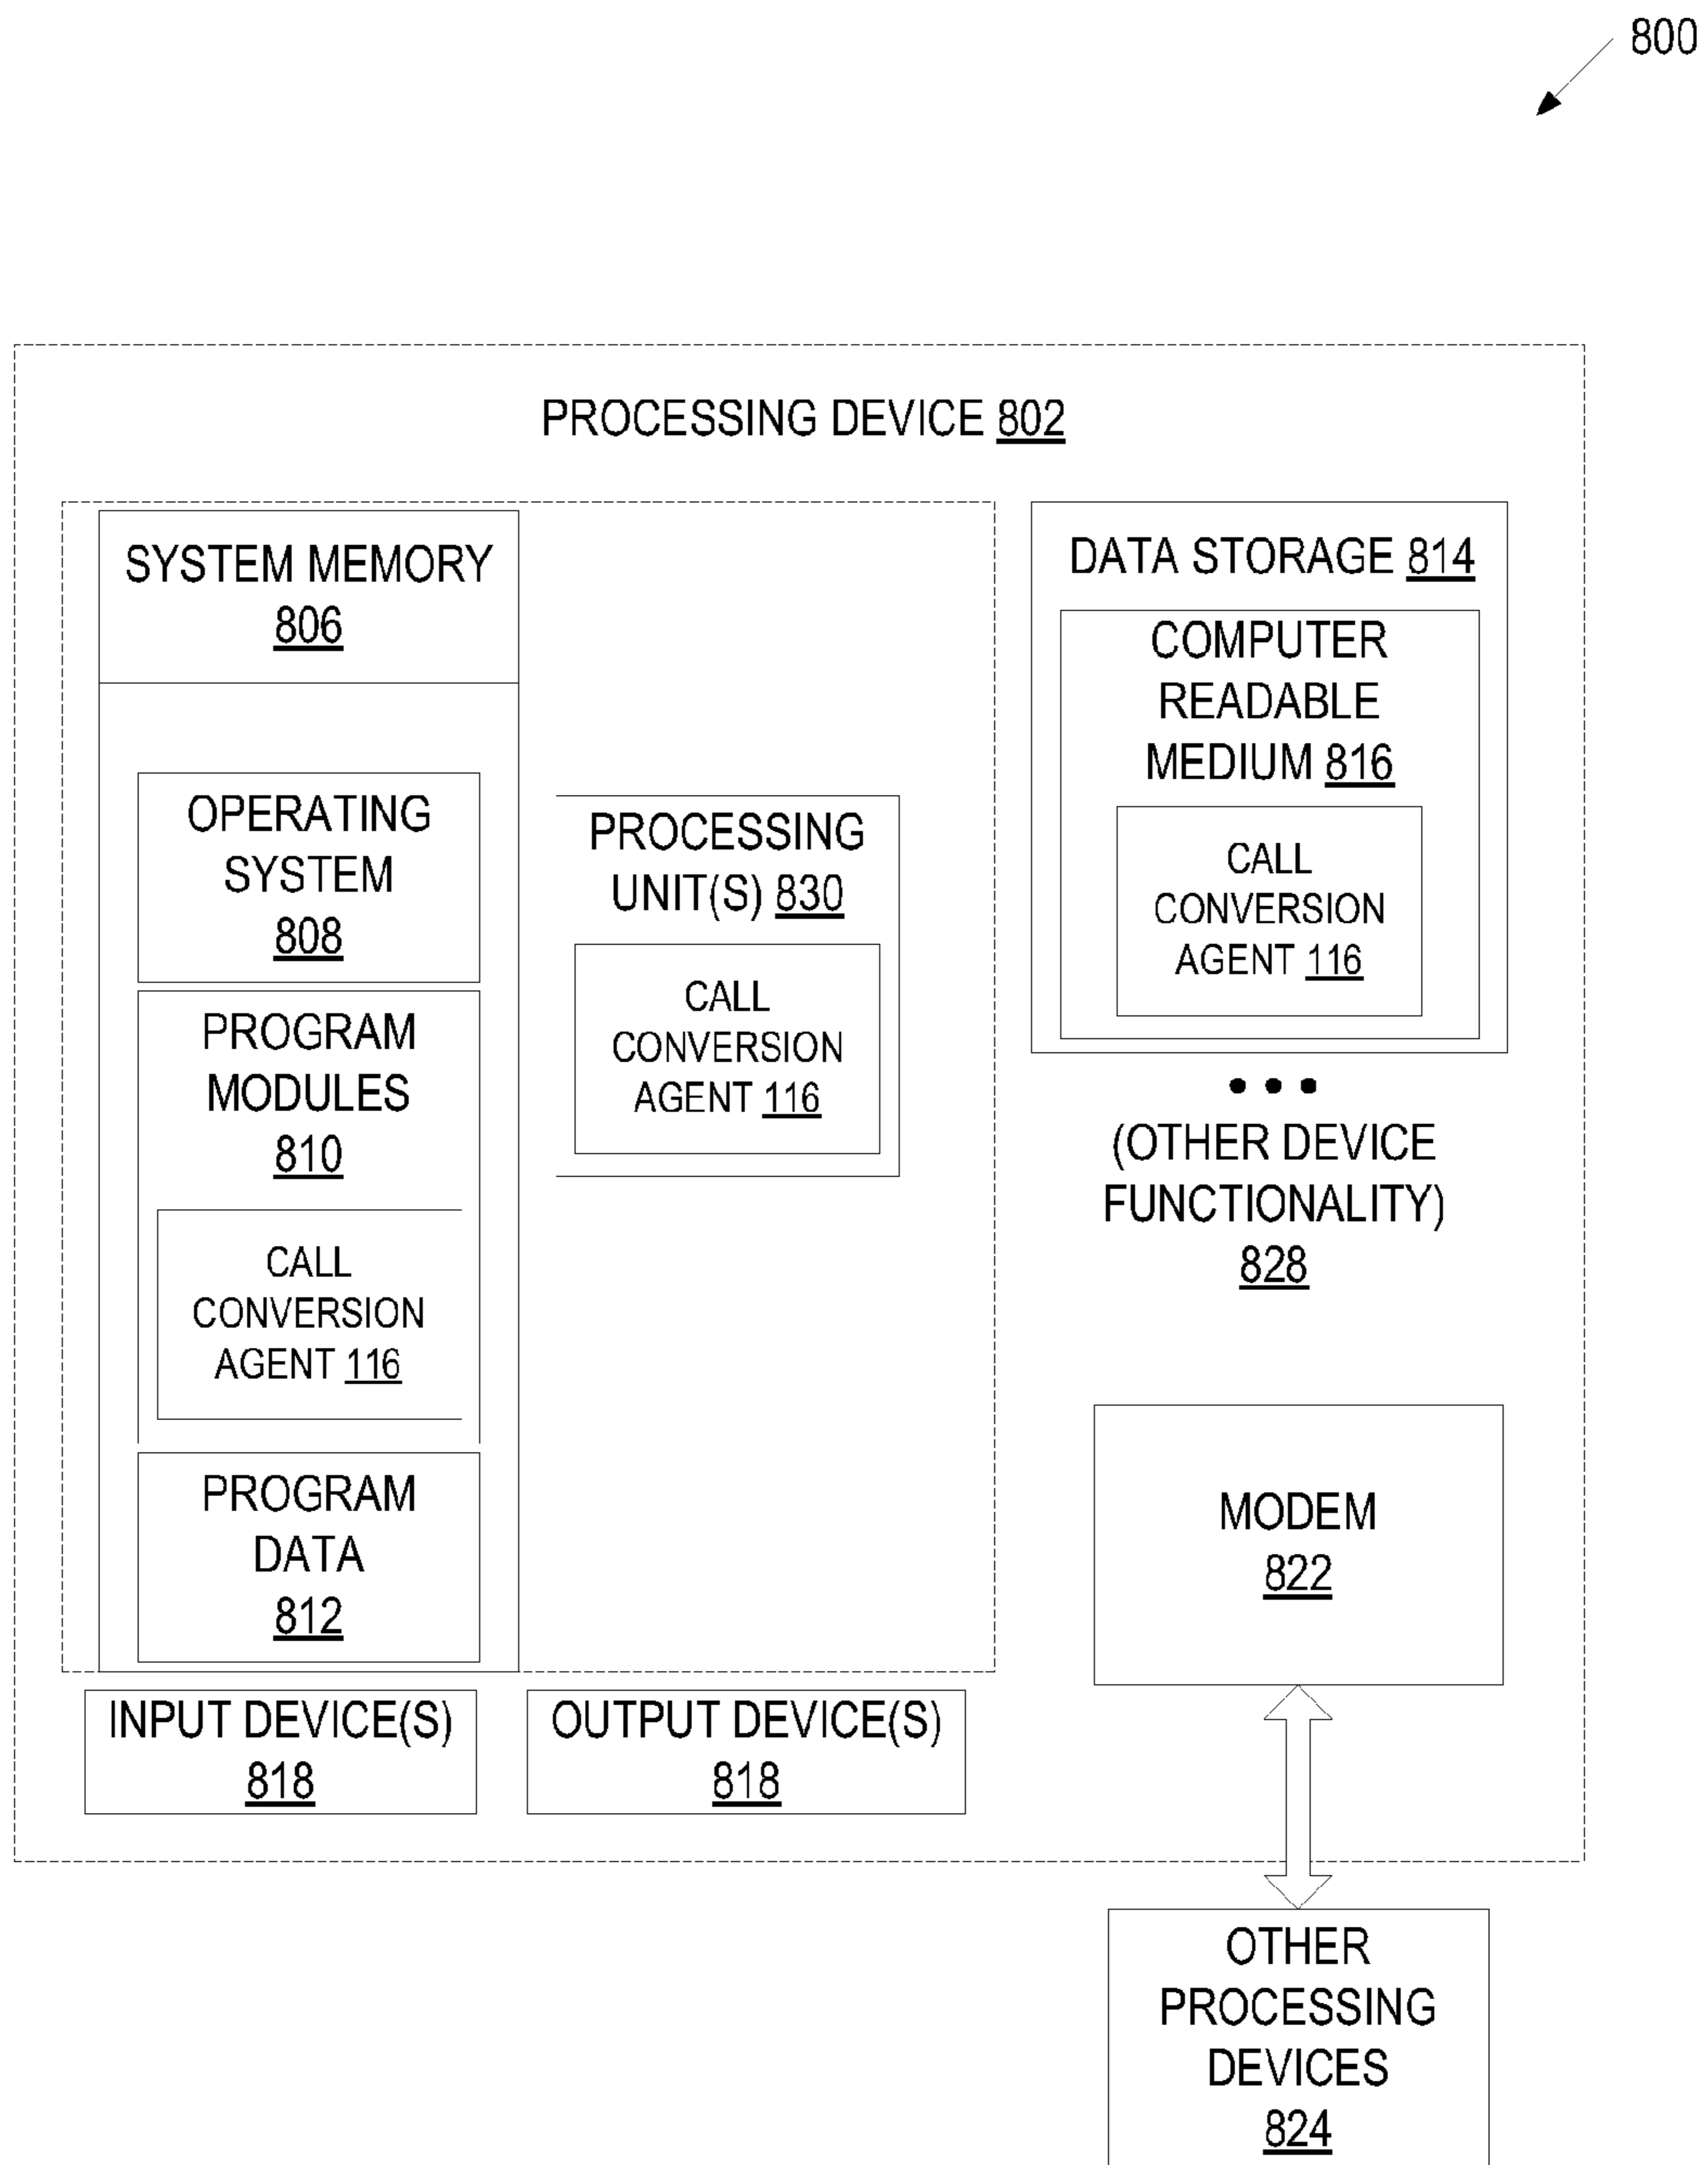 800
PROCESSING DEVICE 802
SYSTEM MEMORY
806
OPERATING
SYSTEM
808
PROGRAM
MODULES
810
CALL
CONVERSION
AGENT 116
PROGRAM
DATA
812
PROCESSING
UNIT(S) 830
CALL
CONVERSION
AGENT 116
DATA STORAGE 814
COMPUTER
READABLE
MEDIUM 816
CALL
CONVERSION
AGENT 116
(OTHER DEVICE
FUNCTIONALITY)
828
MODEM
822
INPUT DEVICE(S)
818
OUTPUT DEVICE(S)
818
OTHER
PROCESSING
DEVICES
824